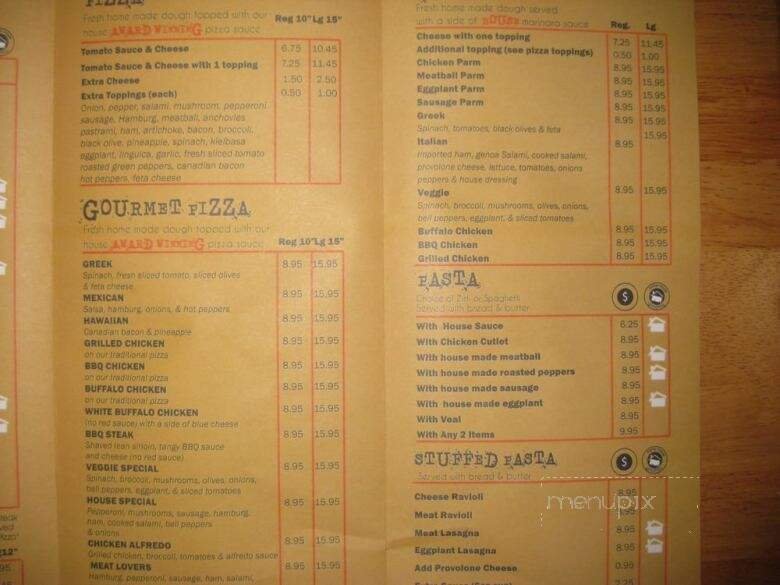 PIZZA
Fresh home made dough topped with our
house AWARD WINNING pizza sauce
Reg 10" Lg 15"
Tomato Sauce & Cheese 6.75 10.45
Tomato Sauce & Cheese with 1 topping 7.25 11.45
Extra Cheese 1.50 2.50
Extra Toppings (each) 0.50 1.00
Onion, pepper, salami, mushroom, pepperoni
sausage, Hamburg, meatball, anchovies
pastrami, ham, artichoke, bacon, broccoli,
black olive, pineapple, spinach, kielbasa
eggplant, linguica, garlic, fresh sliced tomato
roasted green peppers, canadian bacon
hot peppers, feta cheese
GOURMET PIZZA
Fresh home made dough topped with our
house AWARD WINNING pizza sauce
Reg 10" Lg 15"
GREEK 8.95 15.95
Spinach, fresh sliced tomato, sliced olives
& feta cheese
MEXICAN 8.95 15.95
Salsa, hamburg, onions, & hot peppers
HAWAIIAN 8.95 15.95
Canadian bacon & pineapple
GRILLED CHICKEN 8.95 15.95
on our traditional pizza
BBQ CHICKEN 8.95 15.95
on our traditional pizza
BUFFALO CHICKEN 8.95 15.95
on our traditional pizza
WHITE BUFFALO CHICKEN 8.95 15.95
(no red sauce) with a side of blue cheese
BBQ STEAK 8.95 15.95
Shaved lean sirloin, tangy BBQ sauce
and cheese (no red sauce)
VEGGIE SPECIAL 8.95 15.95
Spinach, broccoli, mushrooms, olives, onions,
bell peppers, eggplant, & sliced tomatoes
HOUSE SPECIAL 8.95 15.95
Pepperoni, mushrooms, sausage, hamburg,
ham, cooked salami, bell peppers
& onions
CHICKEN ALFREDO 8.95 15.95
Grilled chicken, broccoli, tomatoes & alfredo sauce
MEAT LOVERS 8.95 15.95
Hamburg, pepperoni, sausage, ham, salami,
Fresh home made dough served
with a side of HOUSE marinara sauce
Reg. Lg
Cheese with one topping 7.25 11.45
Additional topping (see pizza toppings) 0.50 1.00
Chicken Parm 8.95 15.95
Meatball Parm 8.95 15.95
Eggplant Parm 8.95 15.95
Sausage Parm 8.95 15.95
Greek 8.95 15.95
Spinach, tomatoes, black olives & feta
Italian 8.95 15.95
Imported ham, genoa Salami, cooked salami,
provolone cheese, lettuce, tomatoes, onions
peppers & house dressing
Veggie 8.95 15.95
Spinach, broccoli, mushrooms, olives, onions,
bell peppers, eggplant, & sliced tomatoes
Buffalo Chicken 8.95 15.95
BBQ Chicken 8.95 15.95
Grilled Chicken 8.95 15.95
PASTA
Choice of Ziti or Spaghetti
Served with bread & butter
$
With House Sauce 6.25
With Chicken Cutlet 8.95
With house made meatball 8.95
With house made roasted peppers 8.95
With house made sausage 8.95
With house made eggplant 8.95
With Veal 8.95
With Any 2 Items 9.95
STUFFED PASTA
Served with bread & butter
$
Cheese Ravioli 8.95
Meat Ravioli 8.95
Meat Lasagna 8.95
Eggplant Lasagna 8.95
Add Provolone Cheese 0.99
menupix
12"